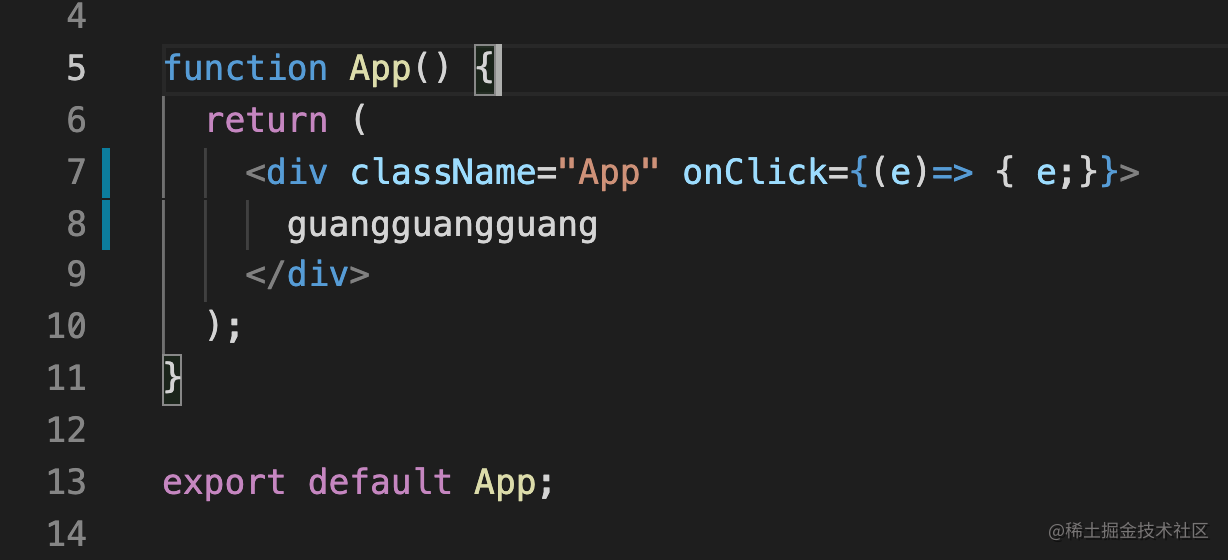 4
5 function App() {
6 return (
7 <div className="App" onClick={(e)=> { e;}}>
8 guangguangguang
9 </div>
10 );
11 }
12
13 export default App;
14
@稀土掘金技术社区